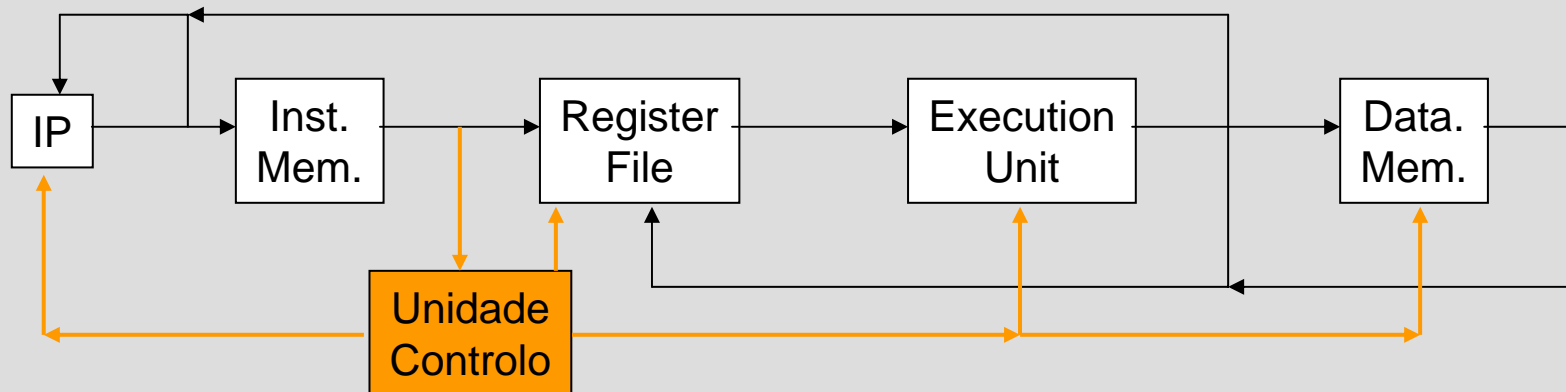 IP
Inst.
Mem.
Register
File
Execution
Unit
Data.
Mem.
Unidade
Controlo